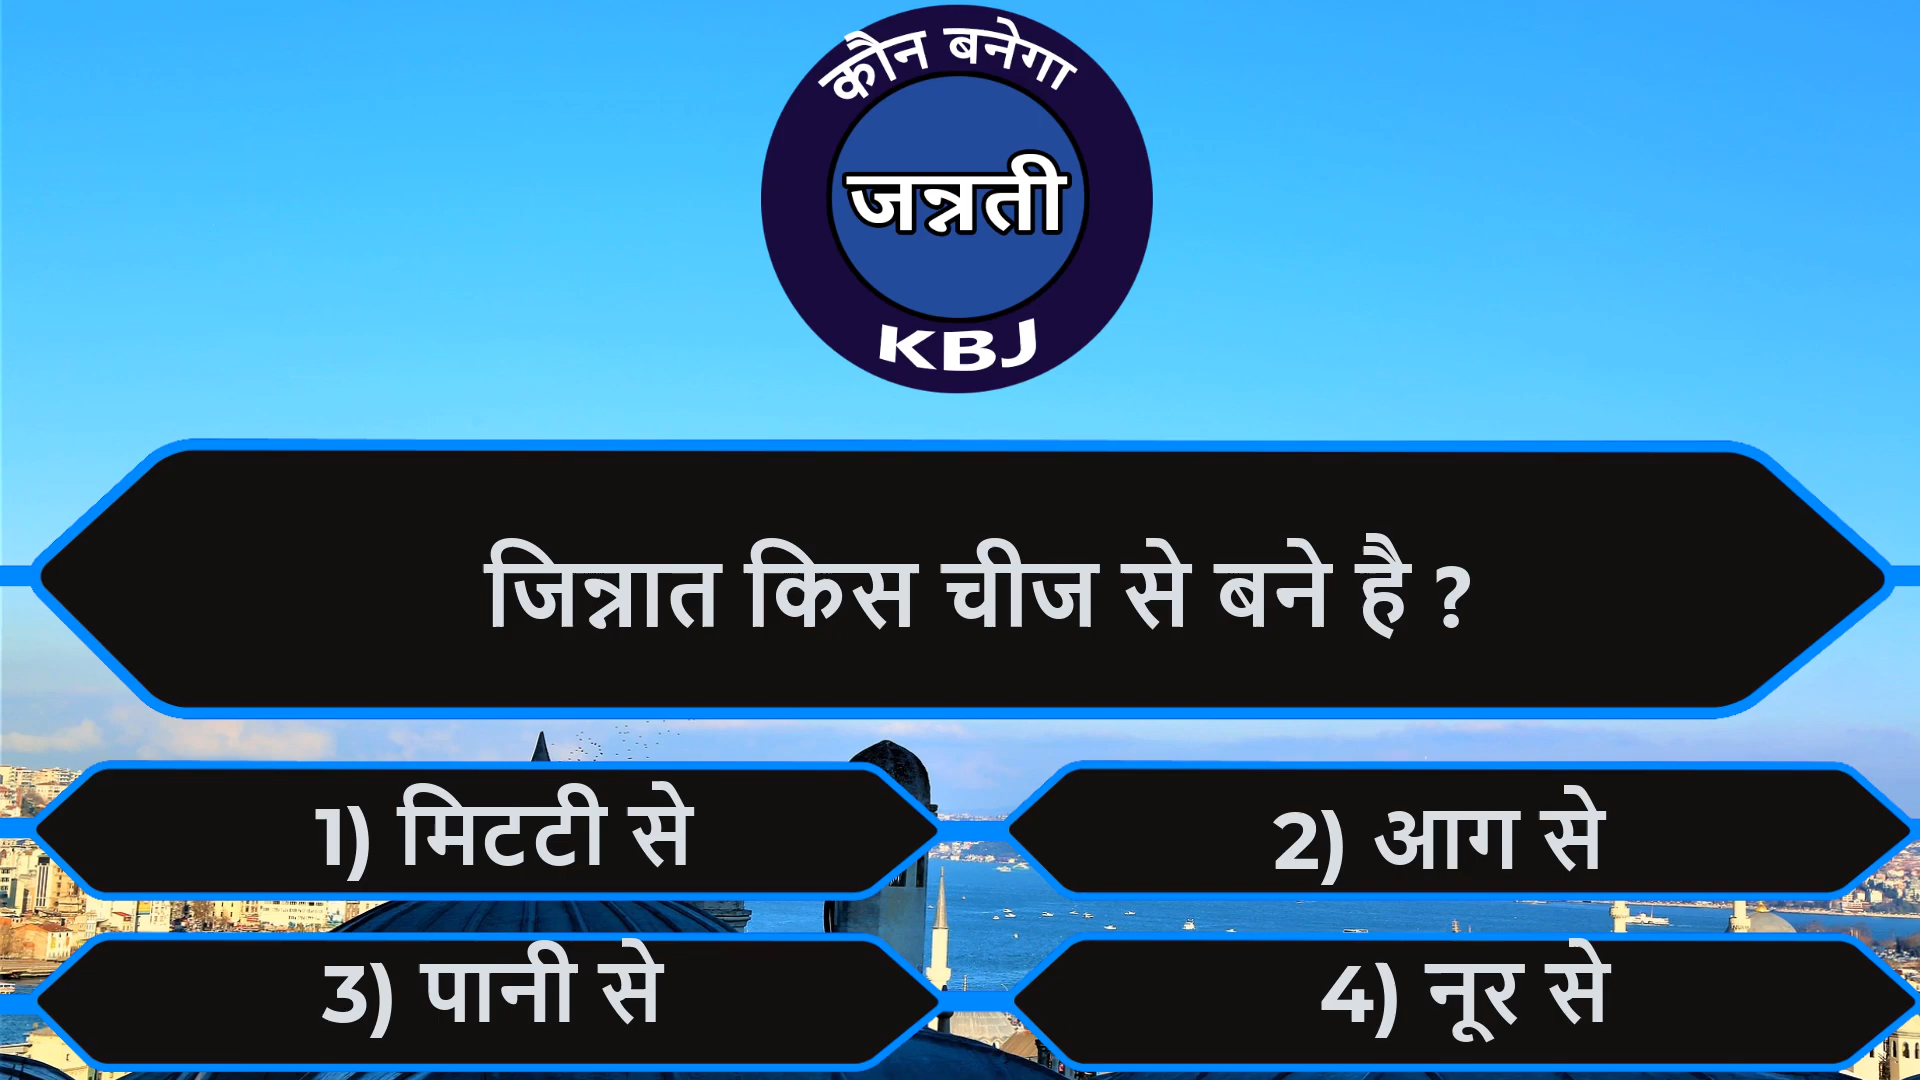 कौन बनेगा
जन्नती
KBJ
जिन्नात किस चीज से बने है ?
1) मिटटी से
2) आग से
3) पानी से
4) नूर से